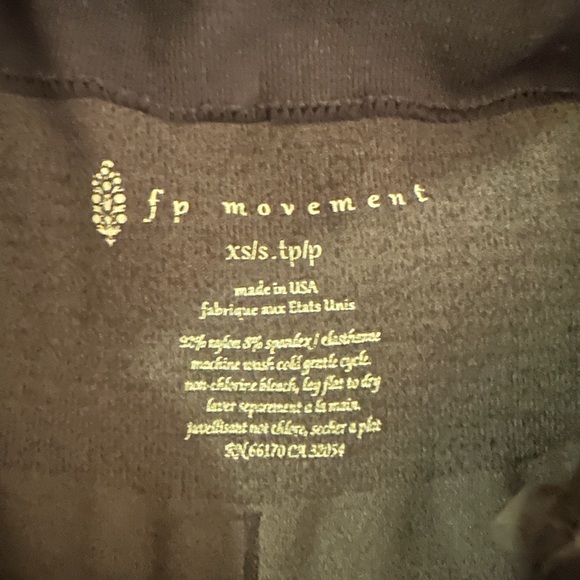 fp movement
xs/s.tp/p
made in USA
fabrique aux Etats Unis
92% nylon 8% spandex / elasthanne
machine wash cold gentle cycle.
non-chlorine bleach, lay flat to dry
laver separement a la main.
javellisant not chlore, secher a plat
RN 66170 CA 32054